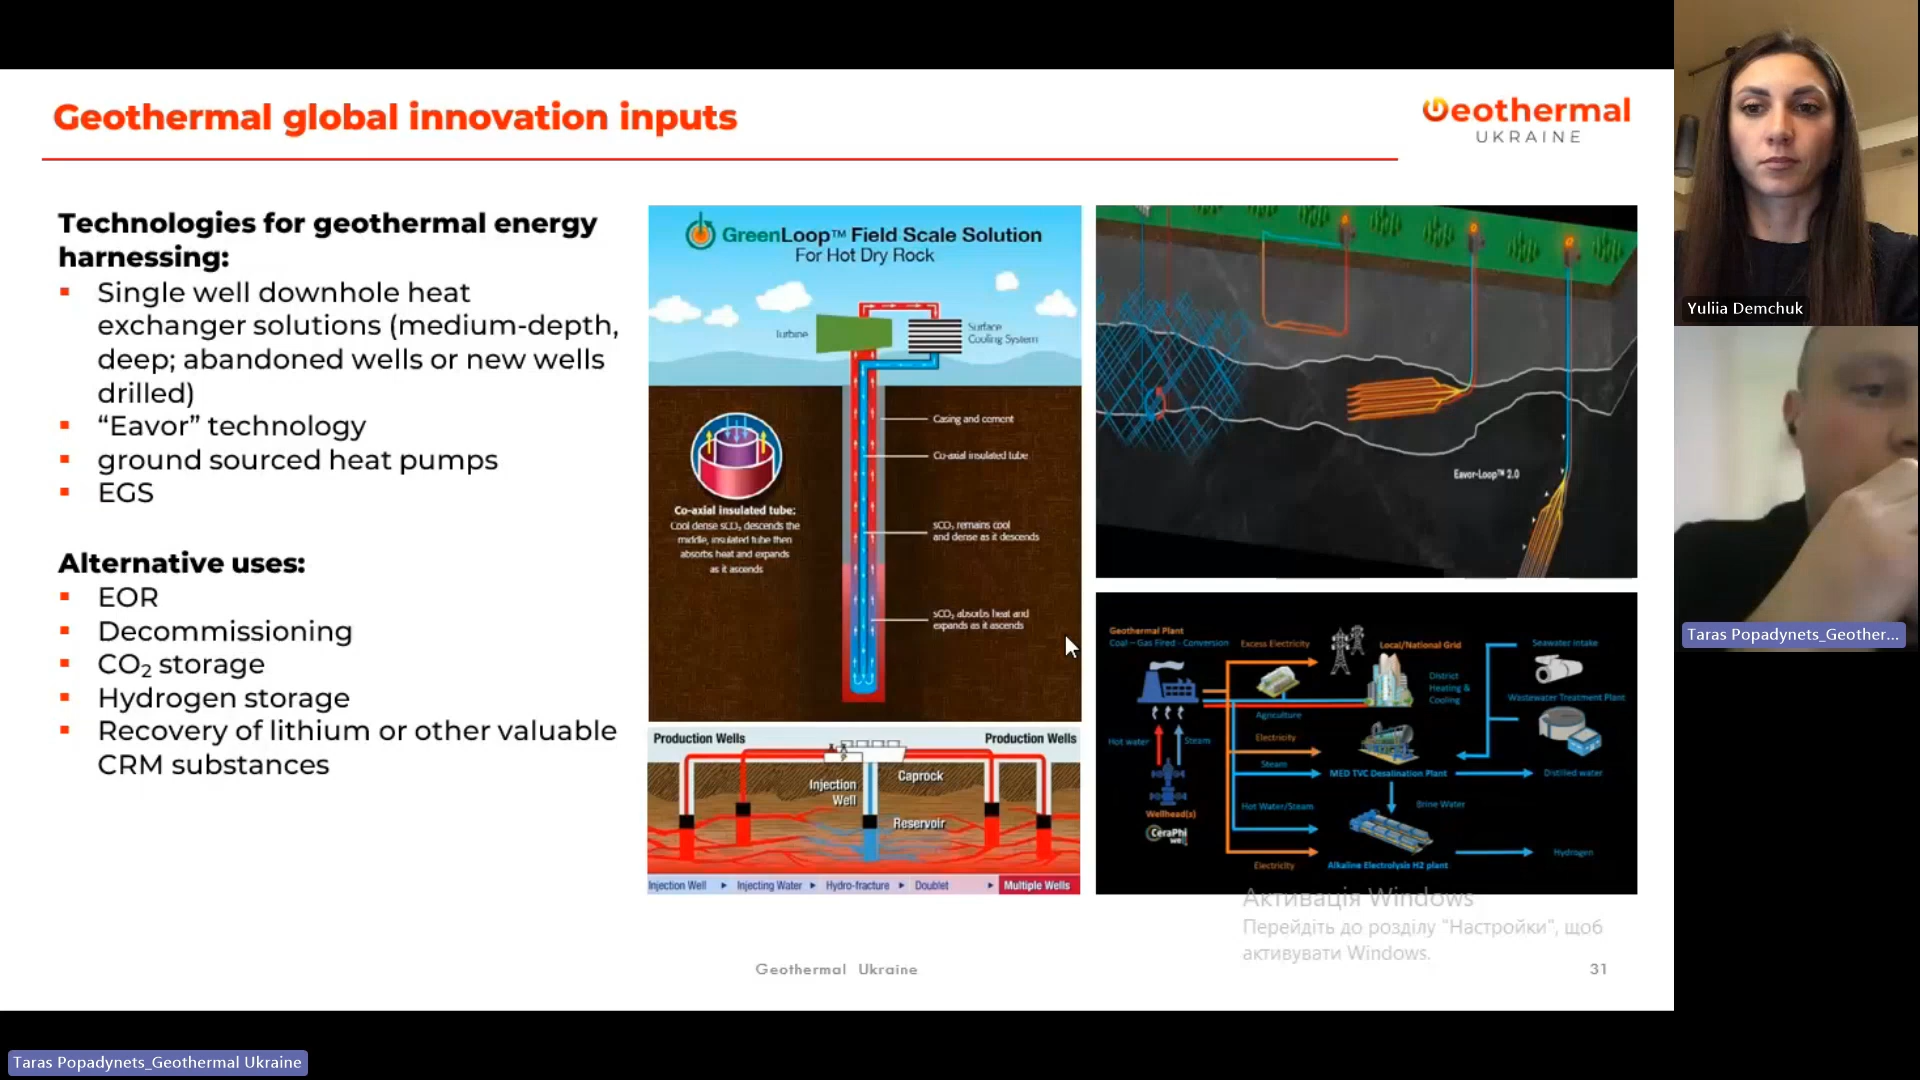 Geothermal global innovation inputs
Geothermal
UKRAINE
Technologies for geothermal energy
harnessing:
▪ Single well downhole heat
exchanger solutions (medium-depth,
deep; abandoned wells or new wells
drilled)
▪ “Eavor” technology
▪ ground sourced heat pumps
▪ EGS
Alternative uses:
▪ EOR
▪ Decommissioning
▪ CO₂ storage
▪ Hydrogen storage
▪ Recovery of lithium or other valuable
CRM substances
GreenLoop™ Field Scale Solution
For Hot Dry Rock
Turbine
Surface
Cooling System
Casing and cement
Co-axial insulated tube
Co-axial insulated tube:
Cool dense sCO₂ descends the
middle, insulated tube then
absorbs heat and expands
as it ascends
sCO₂ remains cool
and dense as it descends
sCO₂ absorbs heat and
expands as it ascends
Production Wells
Production Wells
Injection
Well
Caprock
Reservoir
Injection Well ▸ Injecting Water ▸ Hydro-fracture ▸ Doublet ▸ Multiple Wells
Eavor-Loop™ 2.0
Geothermal Plant
Coal – Gas Fired - Conversion
Excess Electricity
Local/National Grid
Seawater Intake
District
Heating &
Cooling
Agriculture
Wastewater Treatment Plant
Hot water
Steam
Electricity
Steam
MED TVC Desalination Plant
Distilled water
Hot Water/Steam
Brine Water
Wellhead(s)
CeraPhi
Electricity
Alkaline Electrolysis H2 plant
Hydrogen
Активація Windows
Перейдіть до розділу "Настройки", щоб
активувати Windows.
Geothermal Ukraine
31
Yuliia Demchuk
Taras Popadynets_Geother...
Taras Popadynets_Geothermal Ukraine